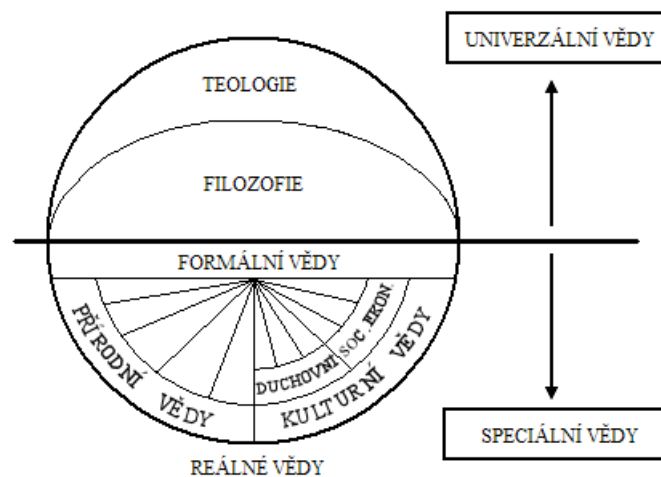 UNIVERZÁLNÍ VĚDY
TEOLOGIE
FILOZOFIE
FORMÁLNÍ VĚDY
PŘÍRODNÍ VĚDY
DUCHOVNÍ
SOC. EKON.
KULTURNÍ VĚDY
SPECIÁLNÍ VĚDY
REÁLNÉ VĚDY